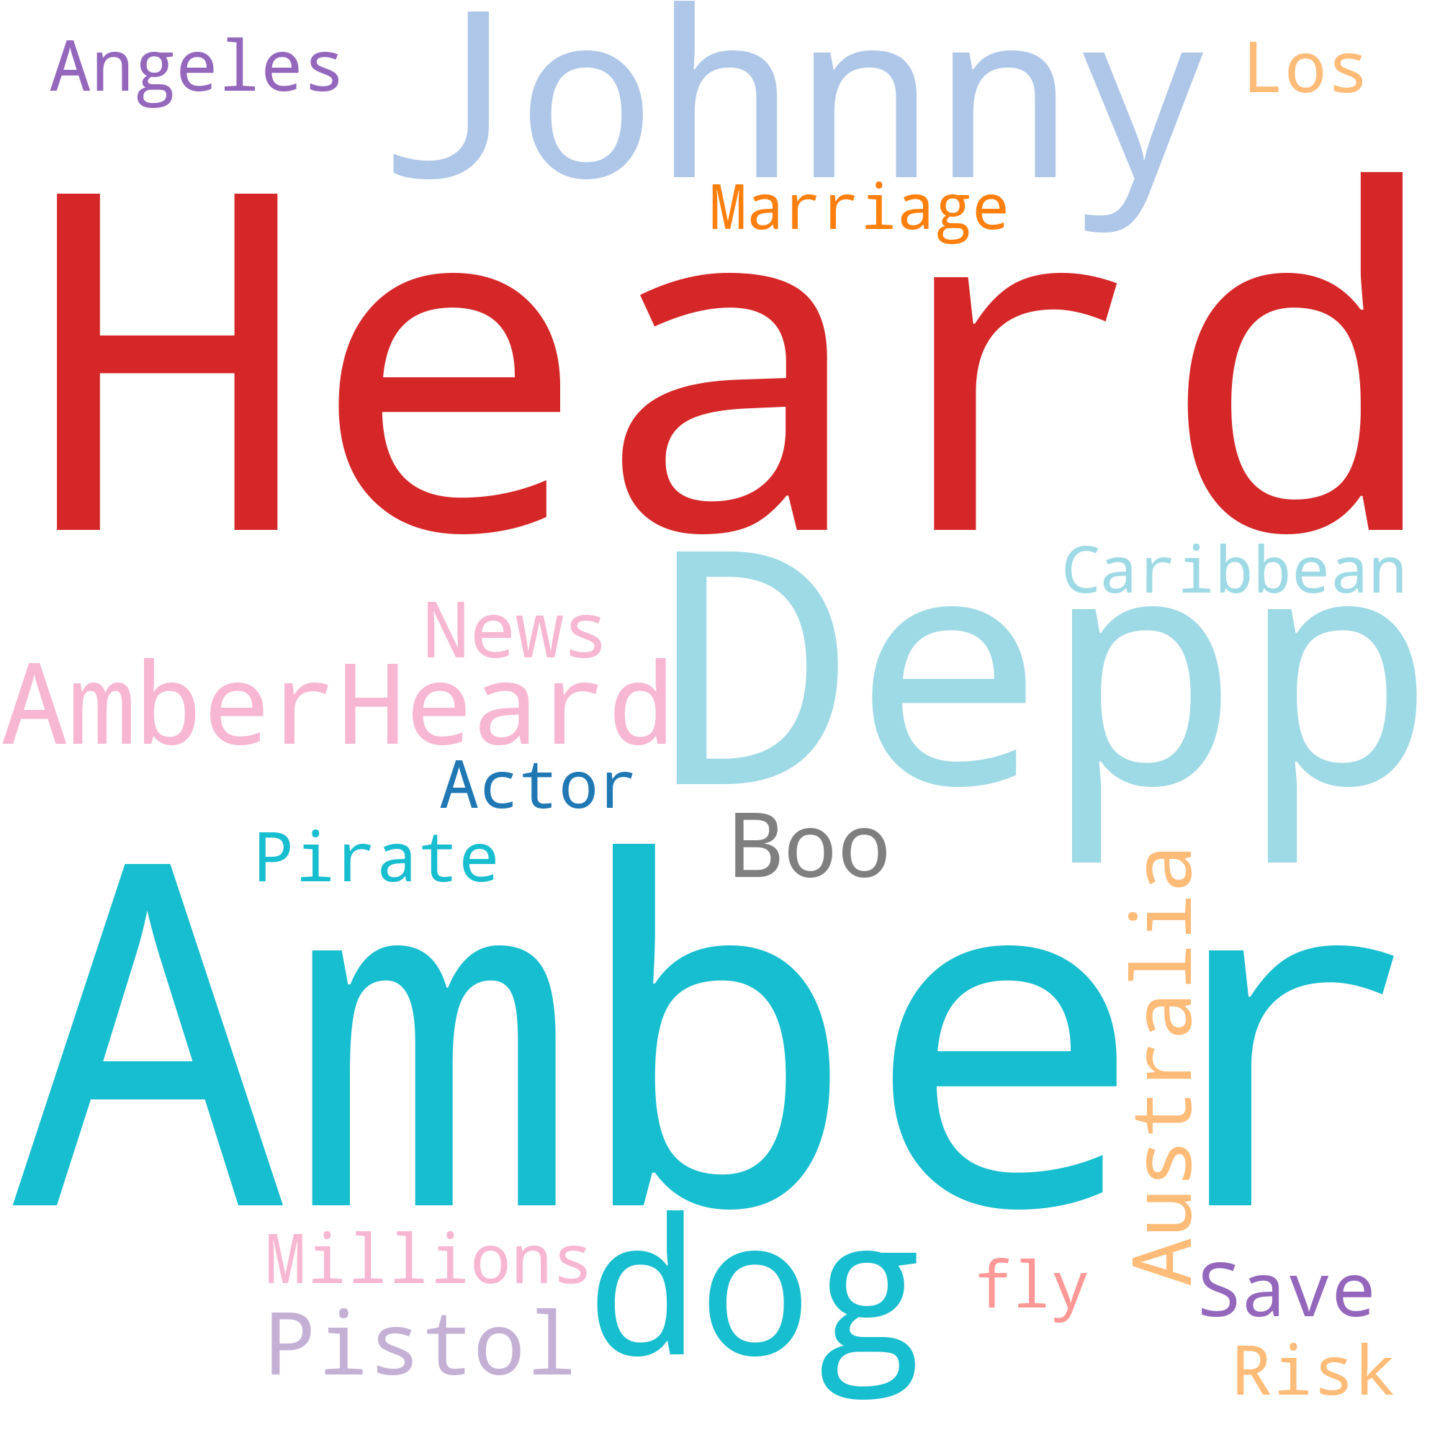 Angeles
Johnny
Los
Marriage
Heard
Caribbean
Depp
News
AmberHeard
Actor
Boo
Pirate
Amber
Australia
Millions
dog
fly
Save
Pistol
Risk